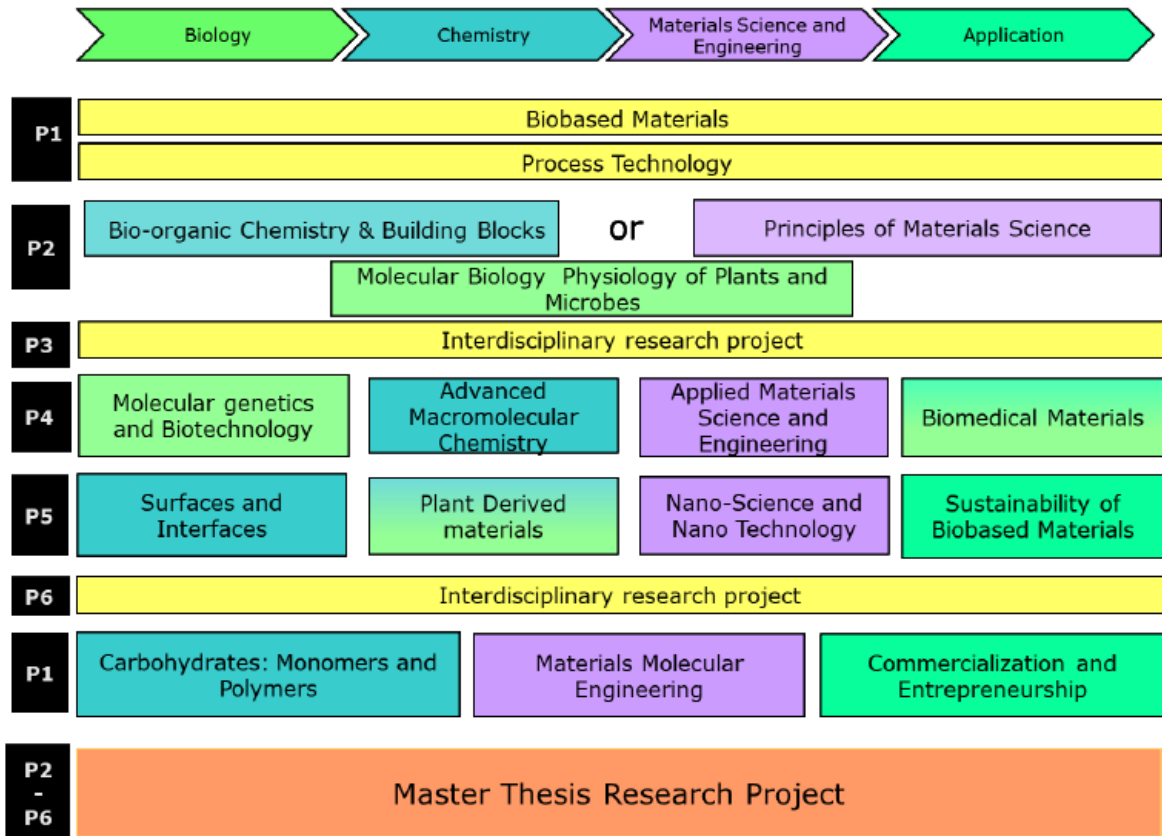 Biology
Chemistry
Materials Science and
Engineering
Application
P1
Biobased Materials
Process Technology
P2
Bio-organic Chemistry & Building Blocks
or
Principles of Materials Science
Molecular Biology Physiology of Plants and
Microbes
P3
Interdisciplinary research project
P4
Molecular genetics
and Biotechnology
Advanced
Macromolecular
Chemistry
Applied Materials
Science and
Engineering
Biomedical Materials
P5
Surfaces and
Interfaces
Plant Derived
materials
Nano-Science and
Nano Technology
Sustainability of
Biobased Materials
P6
Interdisciplinary research project
P1
Carbohydrates: Monomers and
Polymers
Materials Molecular
Engineering
Commercialization and
Entrepreneurship
P2
-
P6
Master Thesis Research Project